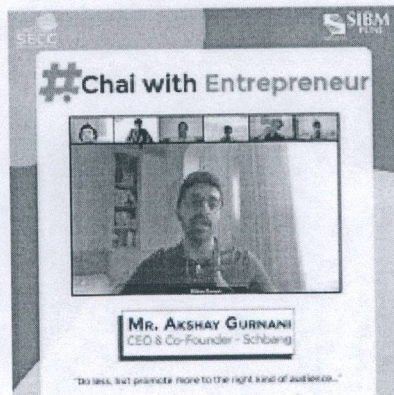 SECC
SIBM
PUNE
#Chai with Entrepreneur
MR. AKSHAY GURNANI
CEO & Co-Founder - Schbang
"Do less, but promote more to the right kind of audience..."